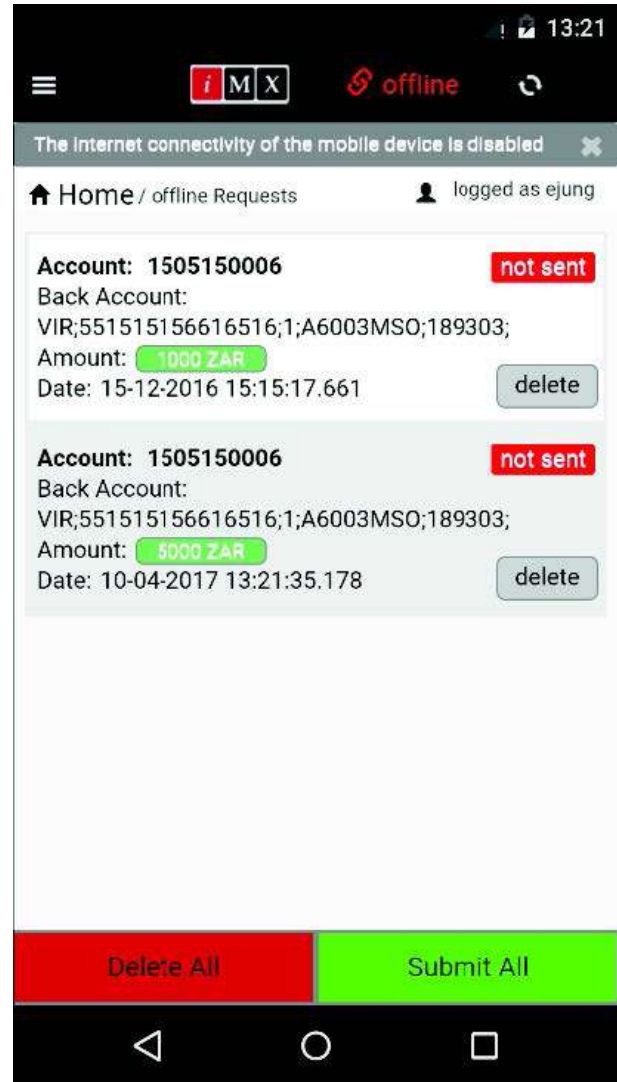 13:21
i M X offline
The internet connectivity of the mobile device is disabled
Home / offline Requests logged as ejung
Account: 1505150006 not sent
Back Account:
VIR;551515156616516;1;A6003MSO;189303;
Amount: 1000 ZAR
Date: 15-12-2016 15:15:17.661 delete
Account: 1505150006 not sent
Back Account:
VIR;551515156616516;1;A6003MSO;189303;
Amount: 5000 ZAR
Date: 10-04-2017 13:21:35.178 delete
Delete All Submit All